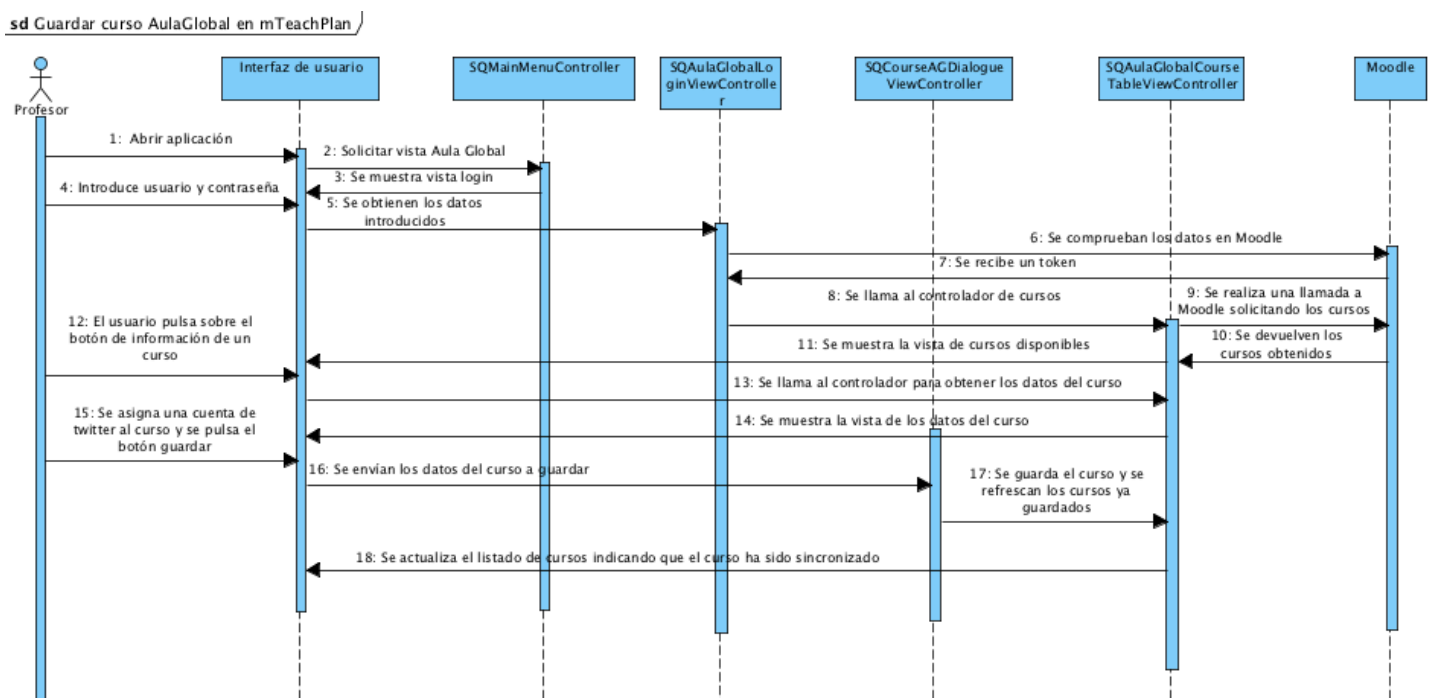 sd Guardar curso AulaGlobal en mTeachPlan
Profesor
Interfaz de usuario
SQMainMenuController
SQAulaGlobalLo
ginViewControlle
r
SQCourseAGDialogue
ViewController
SQAulaGlobalCourse
TableViewController
Moodle
1: Abrir aplicación
2: Solicitar vista Aula Global
3: Se muestra vista login
4: Introduce usuario y contraseña
5: Se obtienen los datos
introducidos
6: Se comprueban los datos en Moodle
7: Se recibe un token
8: Se llama al controlador de cursos
9: Se realiza una llamada a
Moodle solicitando los cursos
10: Se devuelven los
cursos obtenidos
11: Se muestra la vista de cursos disponibles
12: El usuario pulsa sobre el
botón de información de un
curso
13: Se llama al controlador para obtener los datos del curso
14: Se muestra la vista de los datos del curso
15: Se asigna una cuenta de
twitter al curso y se pulsa el
botón guardar
16: Se envían los datos del curso a guardar
17: Se guarda el curso y se
refrescan los cursos ya
guardados
18: Se actualiza el listado de cursos indicando que el curso ha sido sincronizado